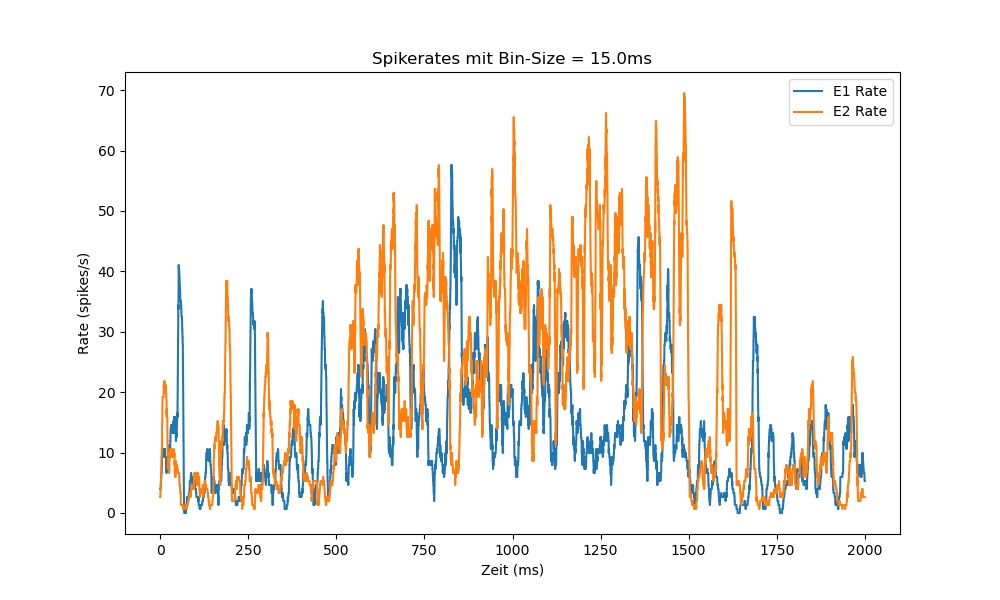 Spikerates mit Bin-Size = 15.0ms
E1 Rate
E2 Rate
70
60
50
40
30
20
10
0
Rate (spikes/s)
0 250 500 750 1000 1250 1500 1750 2000
Zeit (ms)